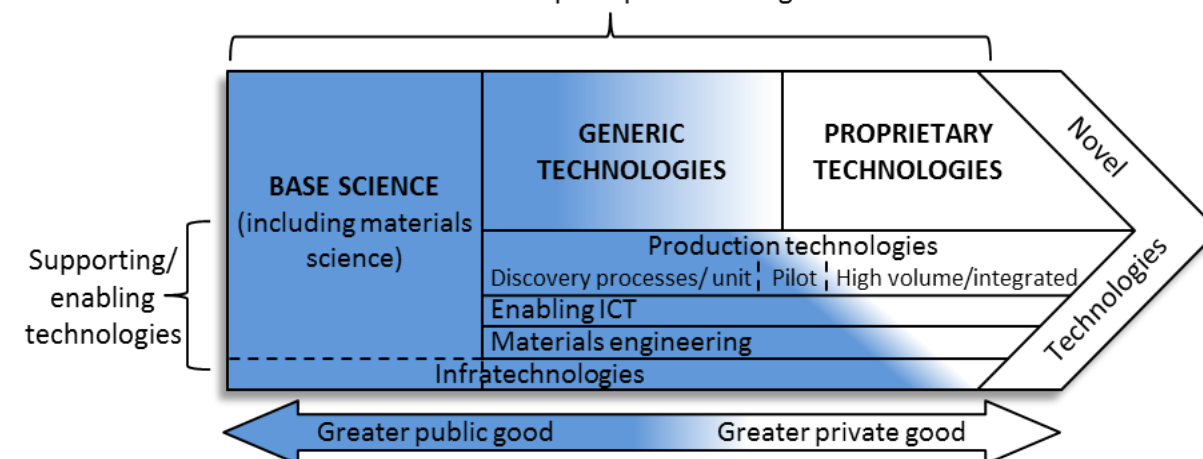 BASE SCIENCE
(including materials
science)
GENERIC
TECHNOLOGIES
PROPRIETARY
TECHNOLOGIES
Novel
Technologies
Supporting/
enabling
technologies
Production technologies
Discovery processes/ unit Pilot High volume/integrated
Enabling ICT
Materials engineering
Infratechnologies
Greater public good Greater private good